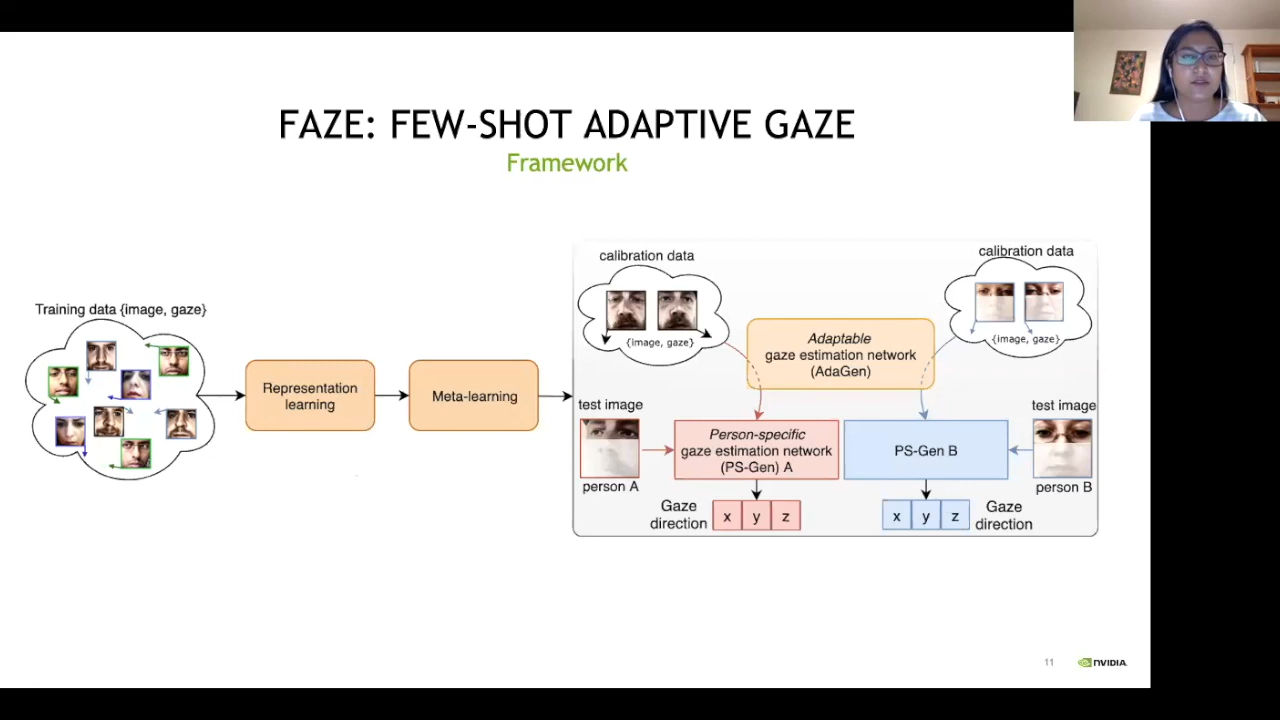 FAZE: FEW-SHOT ADAPTIVE GAZE
Framework
Training data {image, gaze}
Representation
learning
Meta-learning
calibration data
{image, gaze}
Adaptable
gaze estimation network
(AdaGen)
calibration data
{image, gaze}
test image
person A
Person-specific
gaze estimation network
(PS-Gen) A
PS-Gen B
test image
person B
Gaze
direction
x y z
x y z
Gaze
direction
11
NVIDIA.